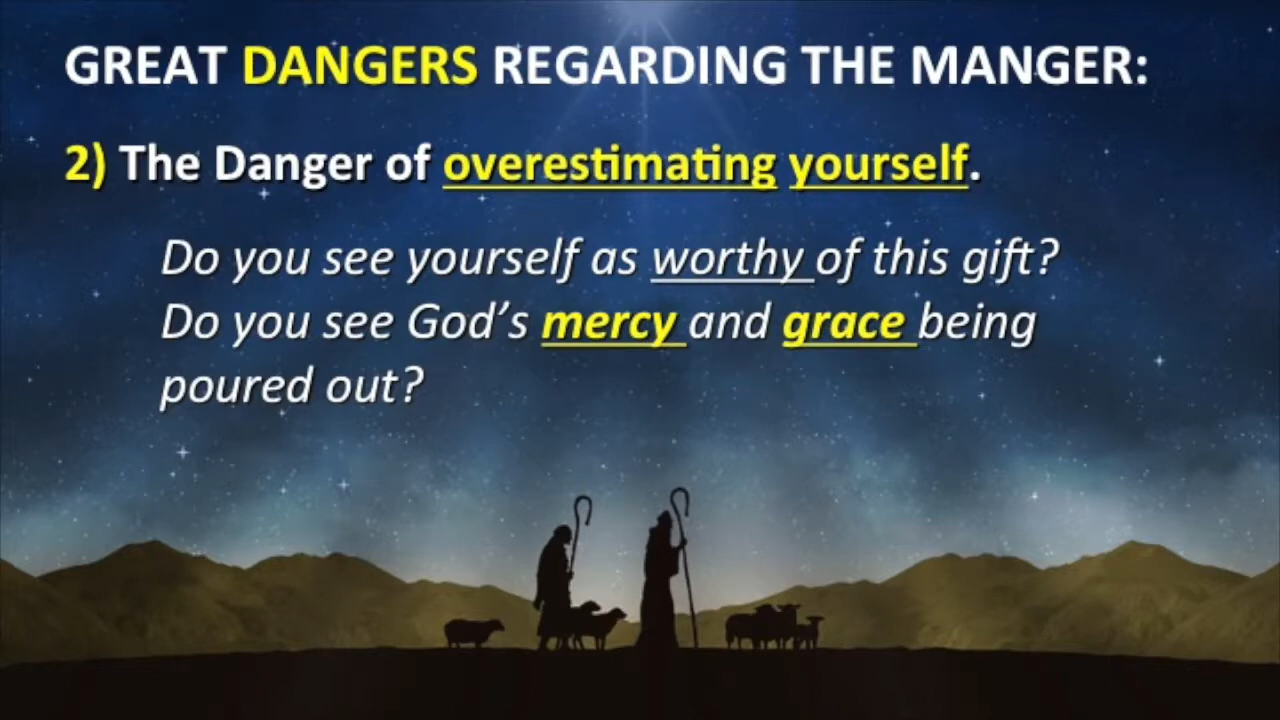 GREAT DANGERS REGARDING THE MANGER:
2) The Danger of overestimating yourself.
Do you see yourself as worthy of this gift?
Do you see God’s mercy and grace being
poured out?